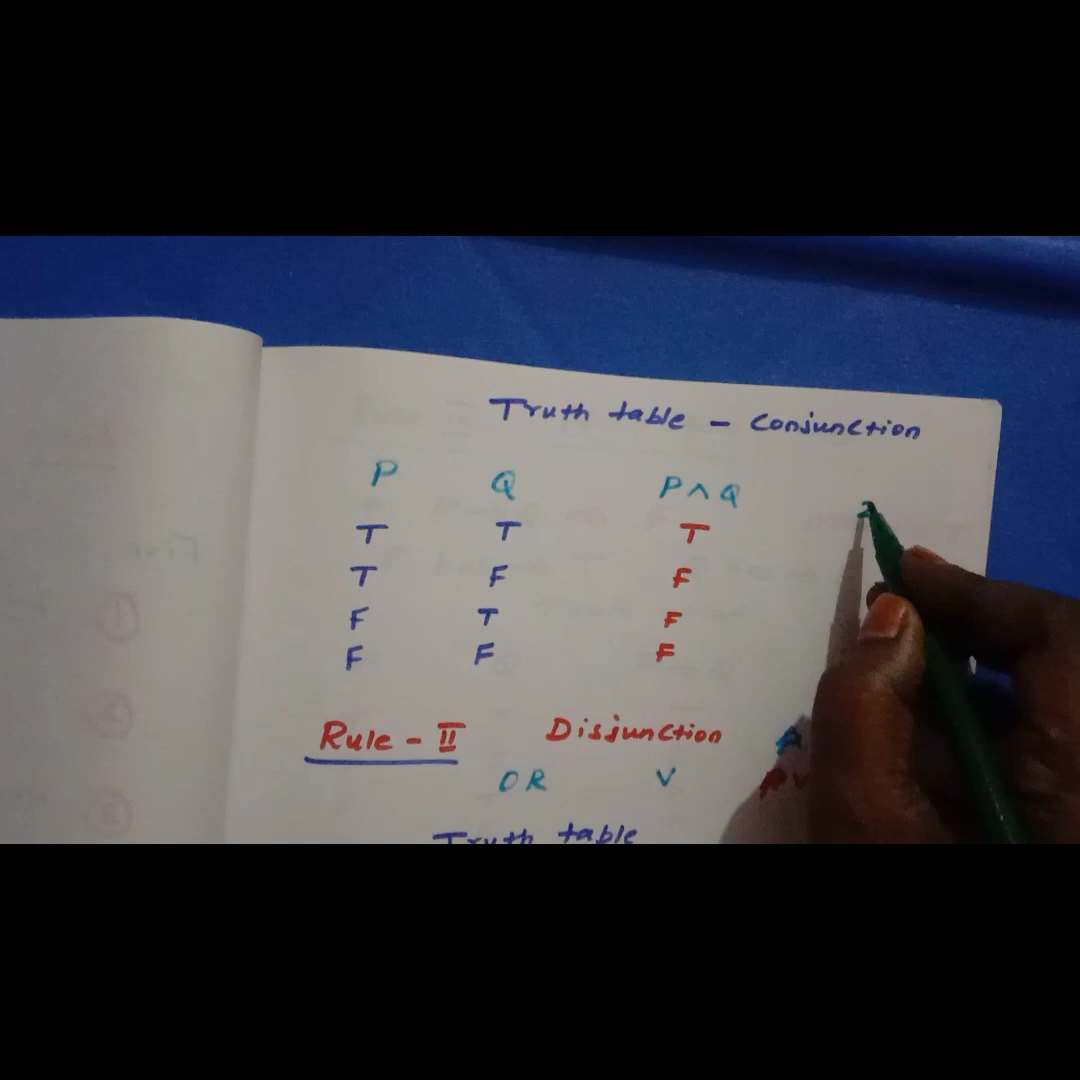 Truth table - Conjunction
P Q P ∧ Q
T T T
T F F
F T F
F F F
Rule - II Disjunction
OR V
Truth table